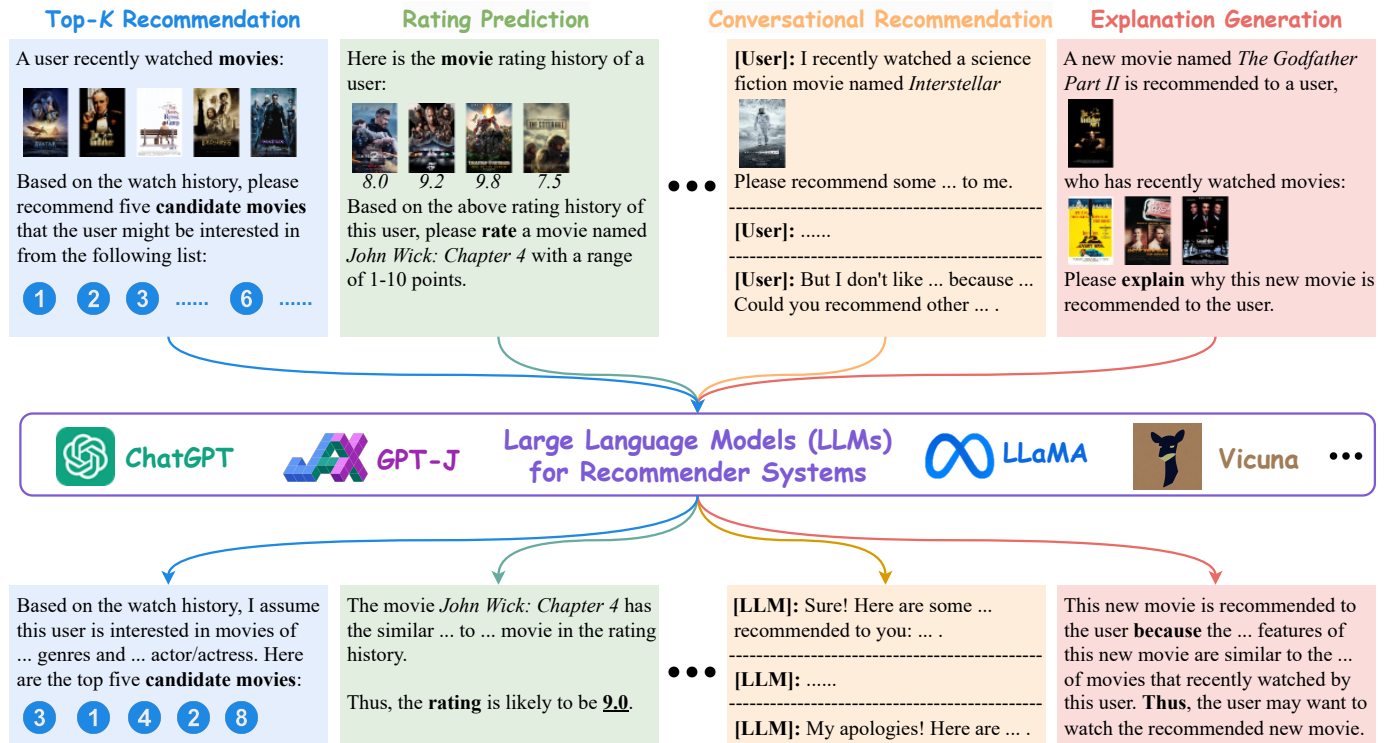 Top-K Recommendation
A user recently watched movies:
Based on the watch history, please
recommend five candidate movies
that the user might be interested in
from the following list:
1 2 3 ...... 6 ......
Rating Prediction
Here is the movie rating history of a
user:
8.0 9.2 9.8 7.5
Based on the above rating history of
this user, please rate a movie named
John Wick: Chapter 4 with a range
of 1-10 points.
Conversational Recommendation
[User]: I recently watched a science
fiction movie named Interstellar
Please recommend some ... to me.
[User]: ......
[User]: But I don't like ... because ...
Could you recommend other ... .
Explanation Generation
A new movie named The Godfather
Part II is recommended to a user,
who has recently watched movies:
Please explain why this new movie is
recommended to the user.
ChatGPT
GPT-J
Large Language Models (LLMs)
for Recommender Systems
LLaMA
Vicuna
Based on the watch history, I assume
this user is interested in movies of
... genres and ... actor/actress. Here
are the top five candidate movies:
3 1 4 2 8
The movie John Wick: Chapter 4 has
the similar ... to ... movie in the rating
history.
Thus, the rating is likely to be 9.0.
[LLM]: Sure! Here are some ...
recommended to you: ... .
[LLM]: ......
[LLM]: My apologies! Here are ... .
This new movie is recommended to
the user because the ... features of
this new movie are similar to the ...
of movies that recently watched by
this user. Thus, the user may want to
watch the recommended new movie.